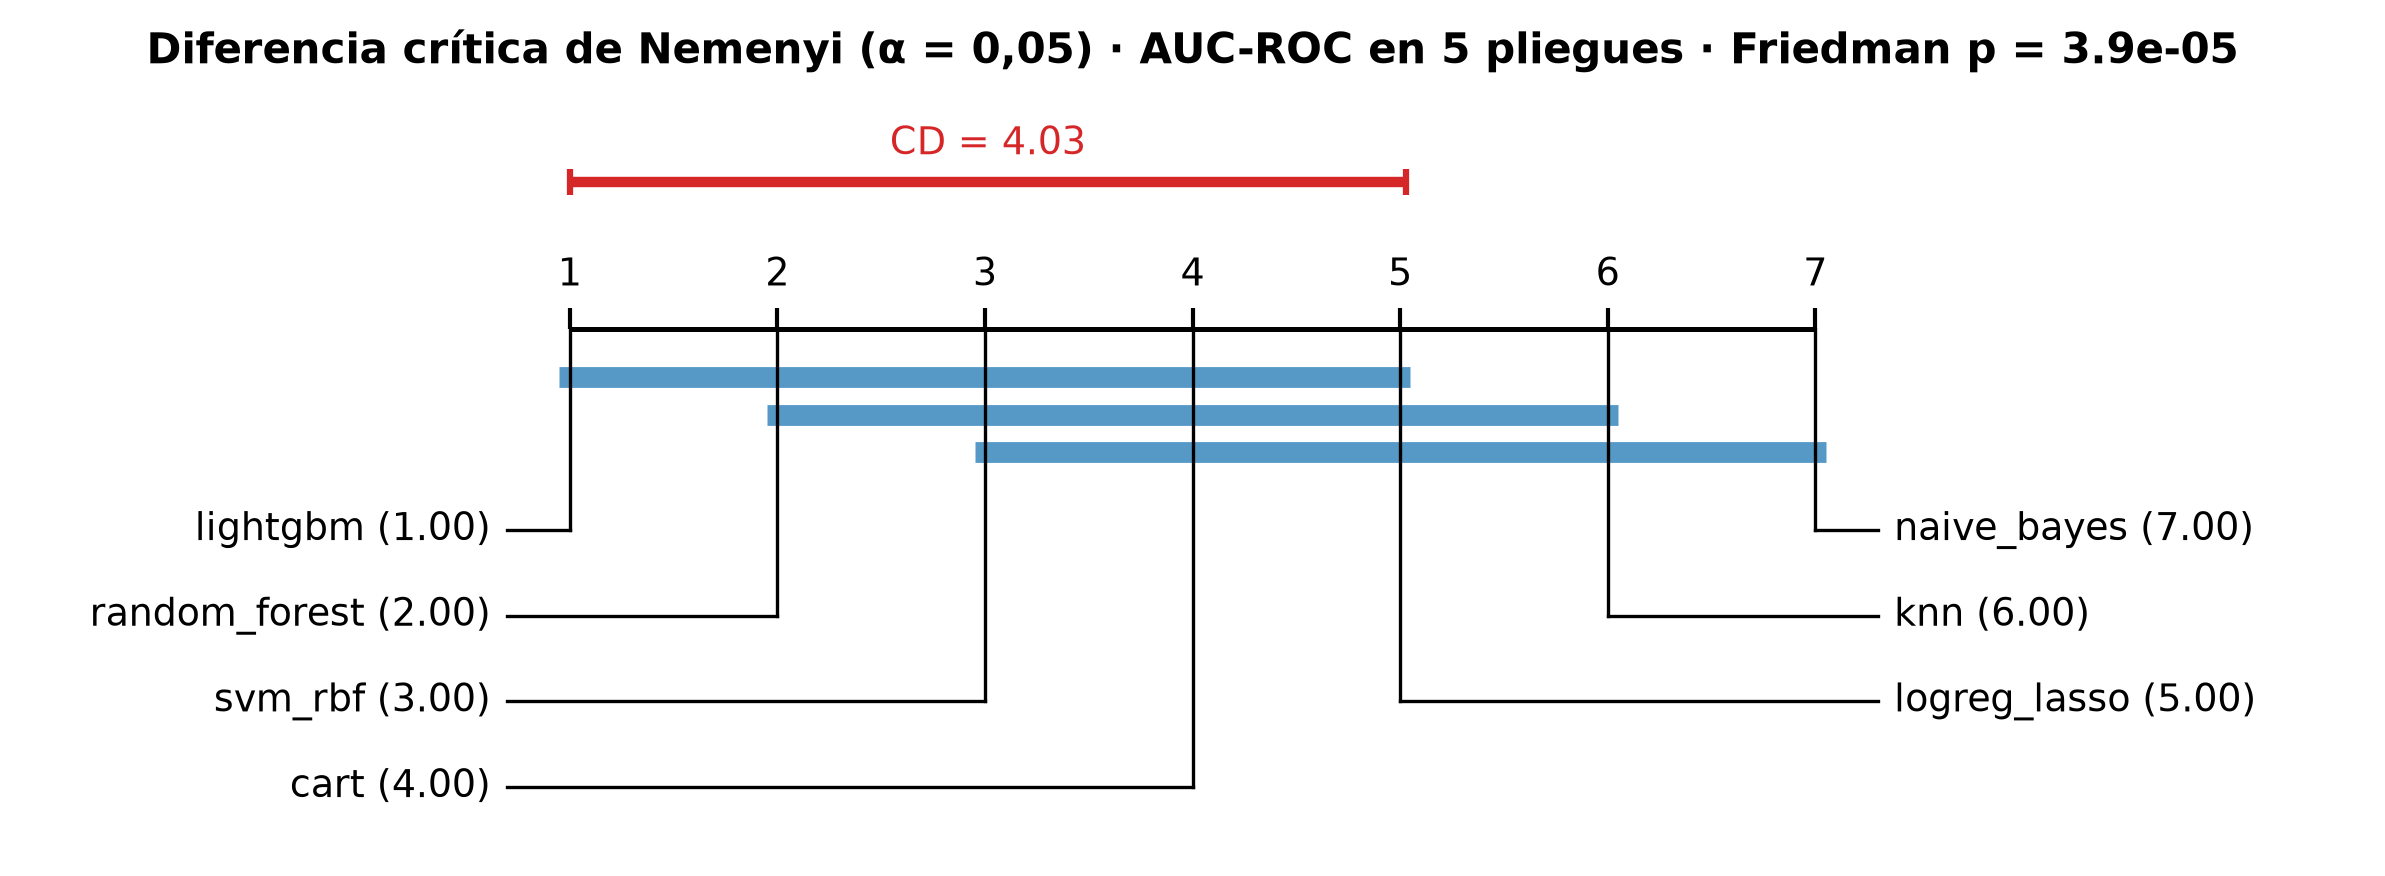 Diferencia crítica de Nemenyi (α = 0,05) · AUC-ROC en 5 pliegues · Friedman p = 3.9e-05
CD = 4.03
1 2 3 4 5 6 7
lightgbm (1.00)
naive_bayes (7.00)
random_forest (2.00)
knn (6.00)
svm_rbf (3.00)
logreg_lasso (5.00)
cart (4.00)